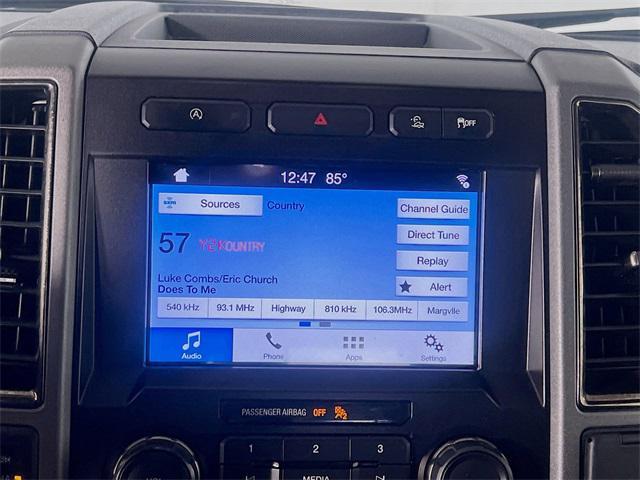 A OFF
12:47 85°
SXM Sources Country Channel Guide
57 Y2KOUNTRY Direct Tune
Replay
Luke Combs/Eric Church Alert
Does To Me
540 kHz 93.1 MHz Highway 810 kHz 106.3MHz Margvlle
Audio Phone Apps Settings
PASSENGER AIRBAG OFF
1 2 3
VOL MEDIA